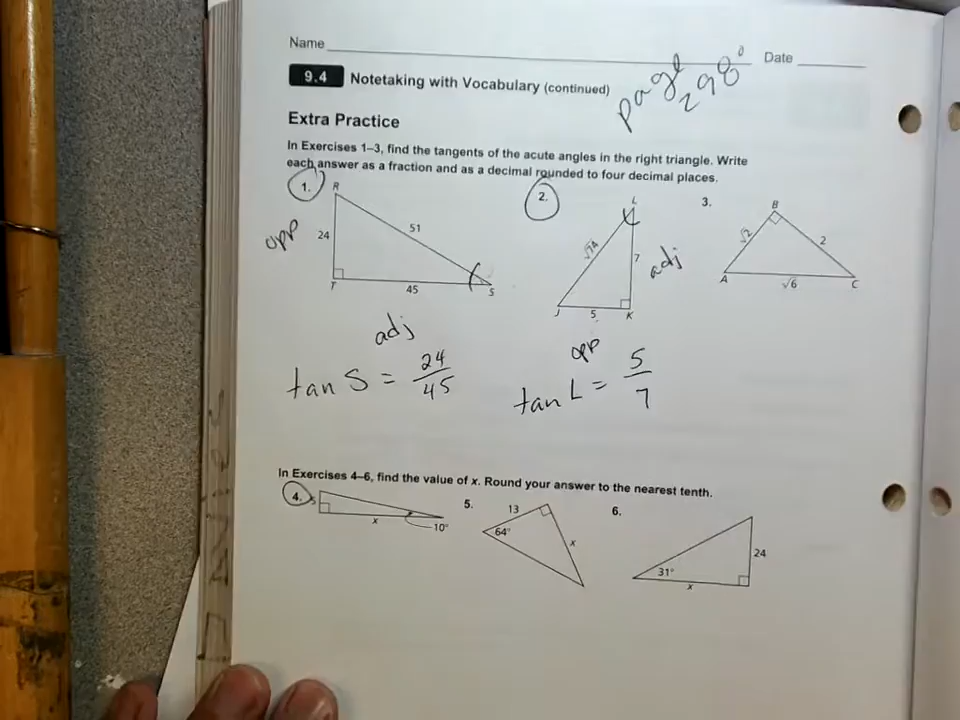 Name Date
page 298
9.4 Notetaking with Vocabulary (continued)
Extra Practice
In Exercises 1–3, find the tangents of the acute angles in the right triangle. Write
each answer as a fraction and as a decimal rounded to four decimal places.
1. R 24 51 T 45 S
opp
adj
tan S = 24/45
2. L √74 7 J 5 K
adj
opp
tan L = 5/7
3. B √2 2 A √6 C
In Exercises 4–6, find the value of x. Round your answer to the nearest tenth.
4. x 10°
5. 13 64° x
6. 24 31° x